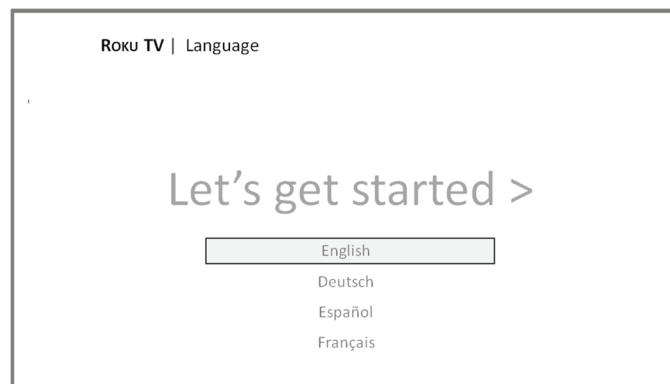 Roku TV | Language
Let's get started >
English
Deutsch
Español
Français